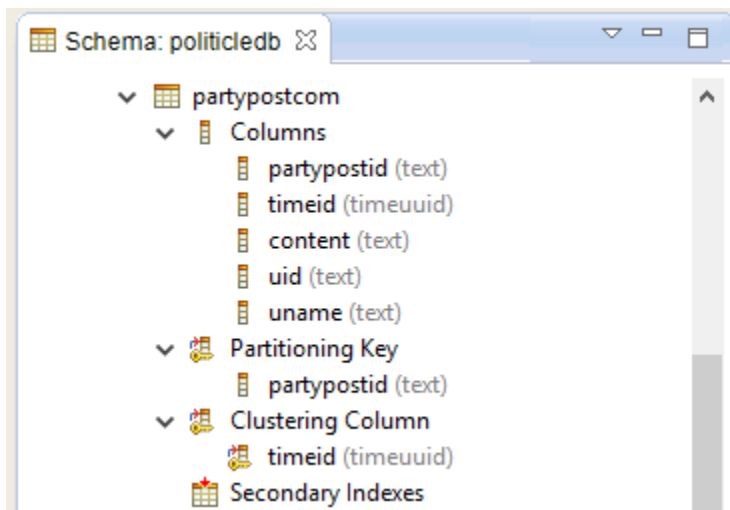 Schema: politicledb
partypostcom
Columns
partypostid (text)
timeid (timeuuid)
content (text)
uid (text)
uname (text)
Partitioning Key
partypostid (text)
Clustering Column
timeid (timeuuid)
Secondary Indexes